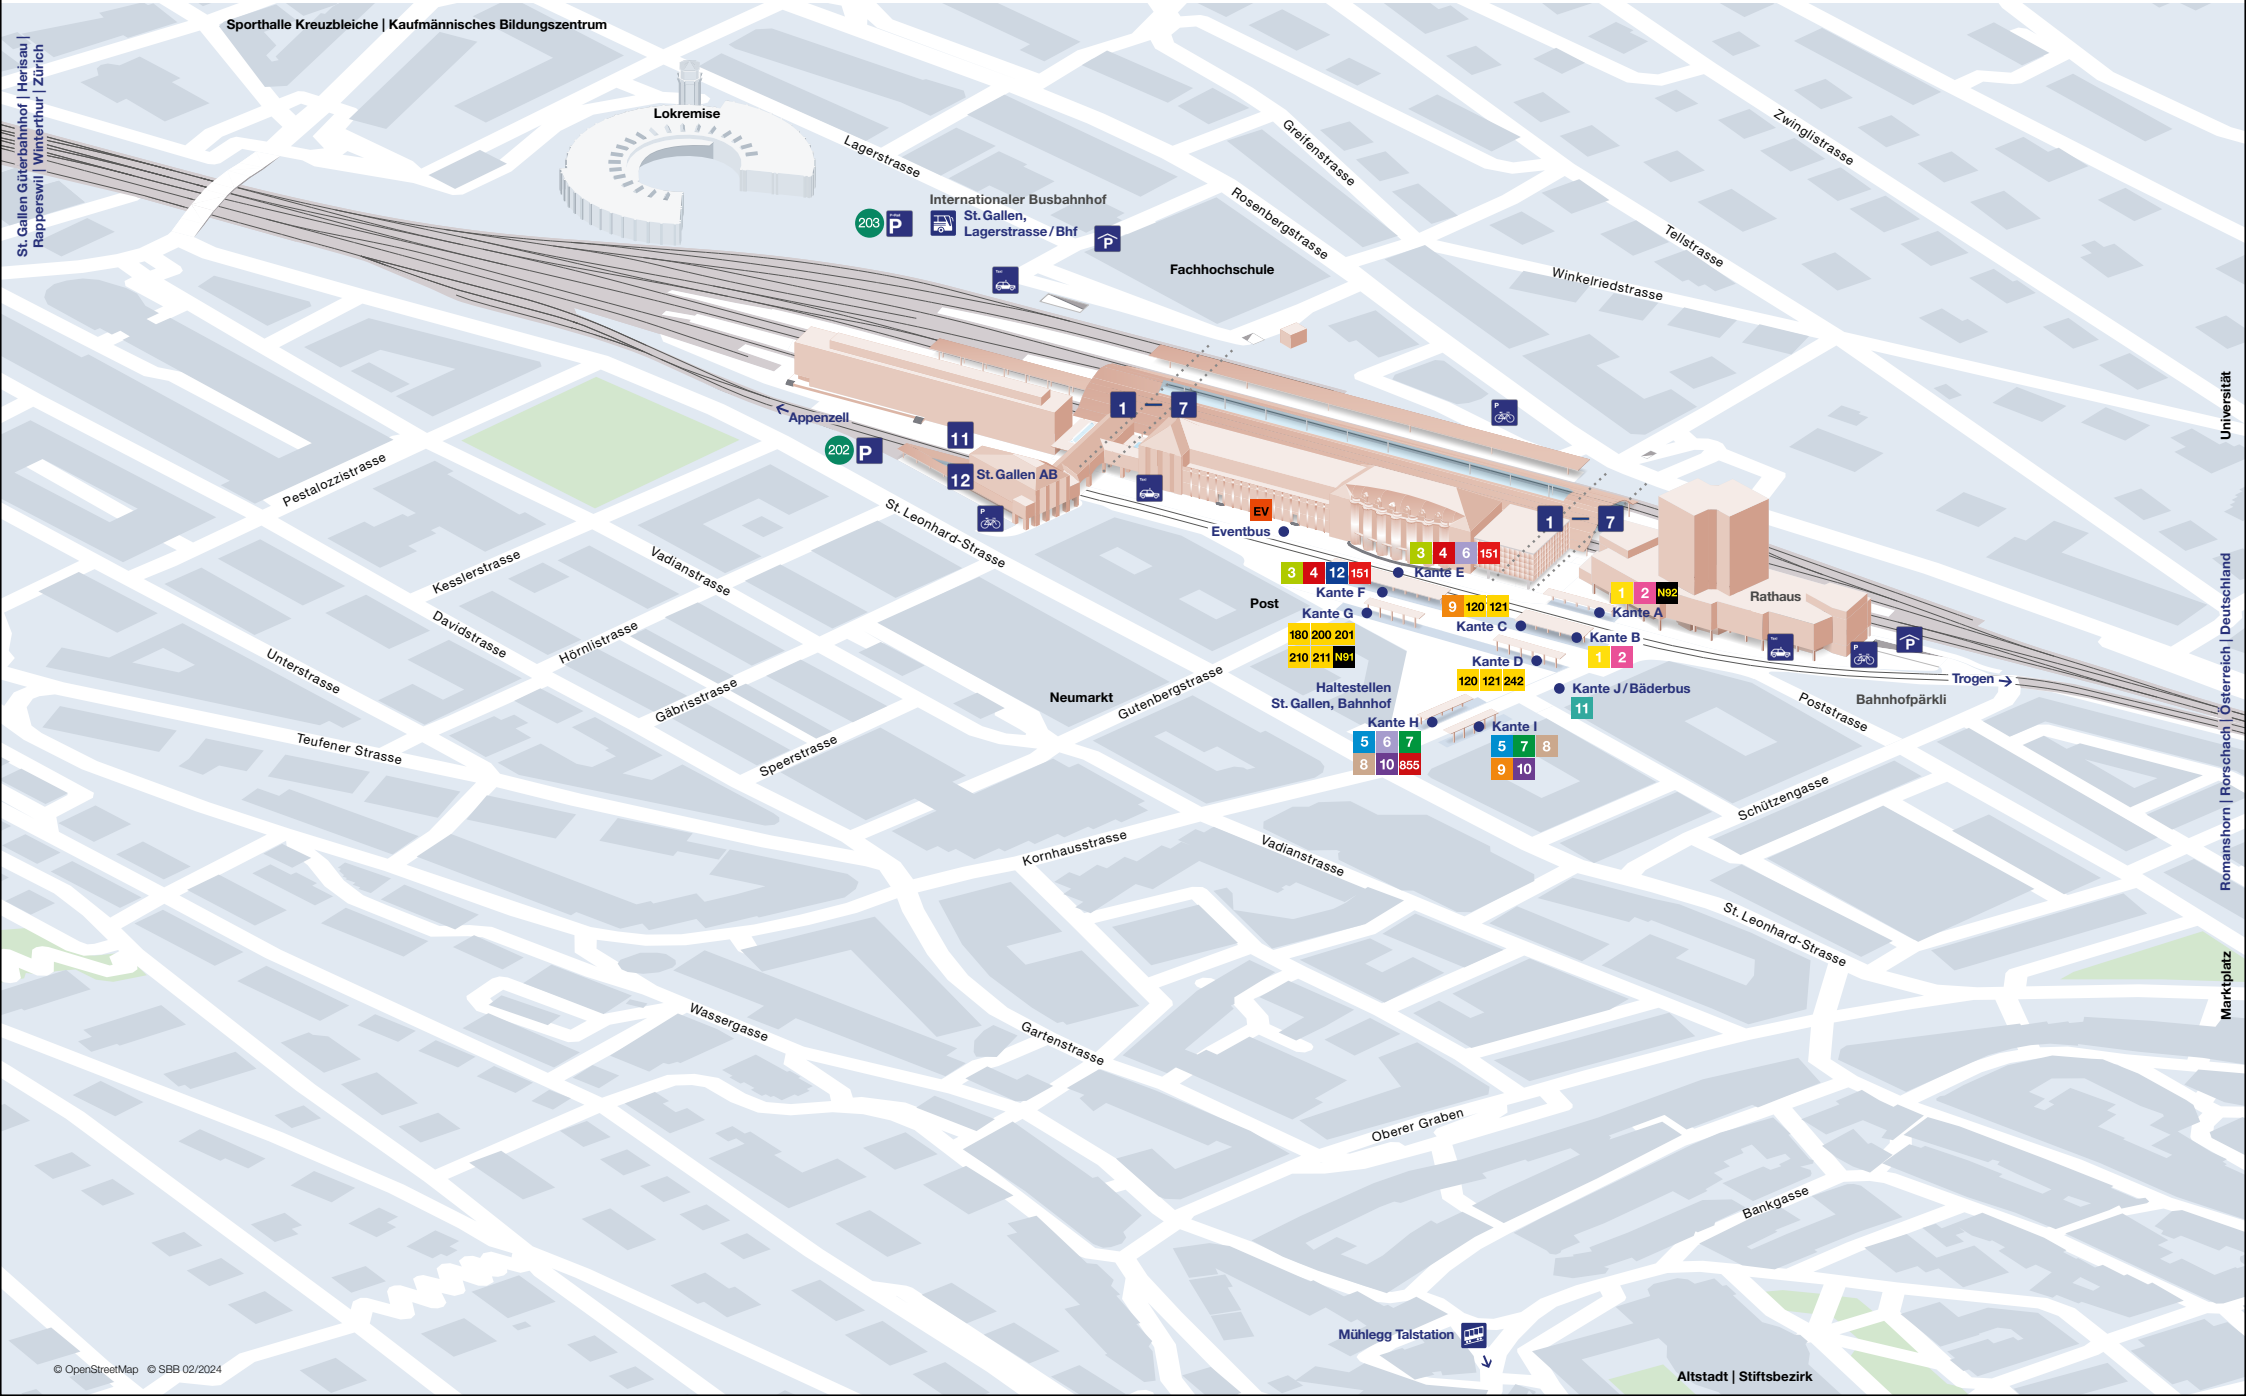 Sporthalle Kreuzbleiche | Kaufmännisches Bildungszentrum
St. Gallen Güterbahnhof | Herisau |
Rapperswil | Winterthur | Zürich
Lokremise
Lagerstrasse
Greifenstrasse
Zwinglistrasse
Internationaler Busbahnhof
203
P
St. Gallen,
Lagerstrasse/Bhf
P
Rosenbergstrasse
Tellstrasse
Fachhochschule
Taxi
Winkelriedstrasse
Universität
1 – 7
P
Appenzell
11
202
P
12
St. Gallen AB
Taxi
P
Pestalozzistrasse
St. Leonhard-Strasse
EV
Eventbus
1 – 7
3 4 6 151
Kante E
3 4 12 151
Kante F
Kesslerstrasse
Vadianstrasse
Post
Kante G
180 200 201
210 211 N91
9 120 121
Kante C
1 2 N92
Kante A
Rathaus
Kante B
1 2
Kante D
120 121 242
Taxi
P
P
Davidstrasse
Hörnlistrasse
Unterstrasse
Gäbrisstrasse
Neumarkt
Gutenbergstrasse
Haltestellen
St. Gallen, Bahnhof
Kante J/Bäderbus
11
Trogen
Bahnhofpärkli
Poststrasse
Kante H
5 6 7
8 10 855
Kante I
5 7 8
9 10
Teufener Strasse
Speerstrasse
Romanshorn | Rorschach | Österreich | Deutschland
Schützengasse
Kornhausstrasse
Vadianstrasse
St. Leonhard-Strasse
Marktplatz
Wassergasse
Gartenstrasse
Oberer Graben
Bankgasse
Mühlegg Talstation
© OpenStreetMap © SBB 02/2024
Altstadt | Stiftsbezirk